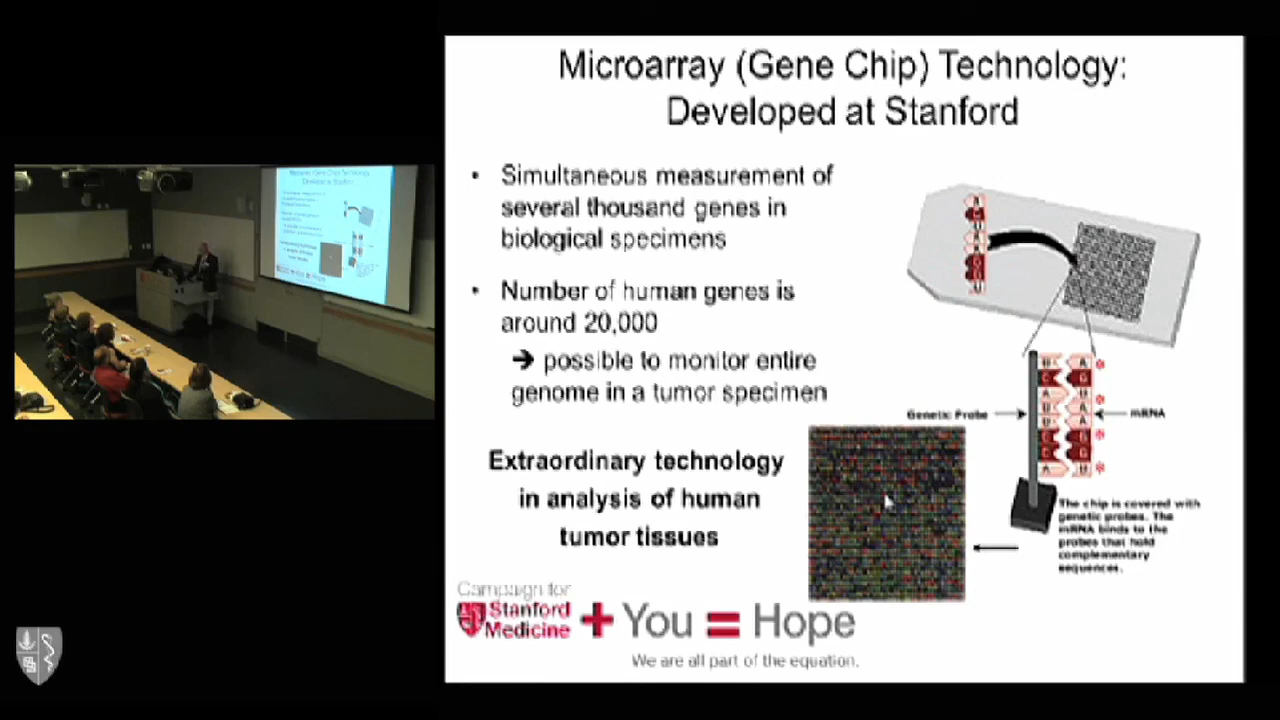 Microarray (Gene Chip) Technology:
Developed at Stanford
• Simultaneous measurement of
several thousand genes in
biological specimens
• Number of human genes is
around 20,000
➔ possible to monitor entire
genome in a tumor specimen
Extraordinary technology
in analysis of human
tumor tissues
Genetic Probe
mRNA
The chip is covered with
genetic probes. The
mRNA binds to the
probes that hold
complementary
sequences.
Campaign for
Stanford
Medicine + You = Hope
We are all part of the equation.